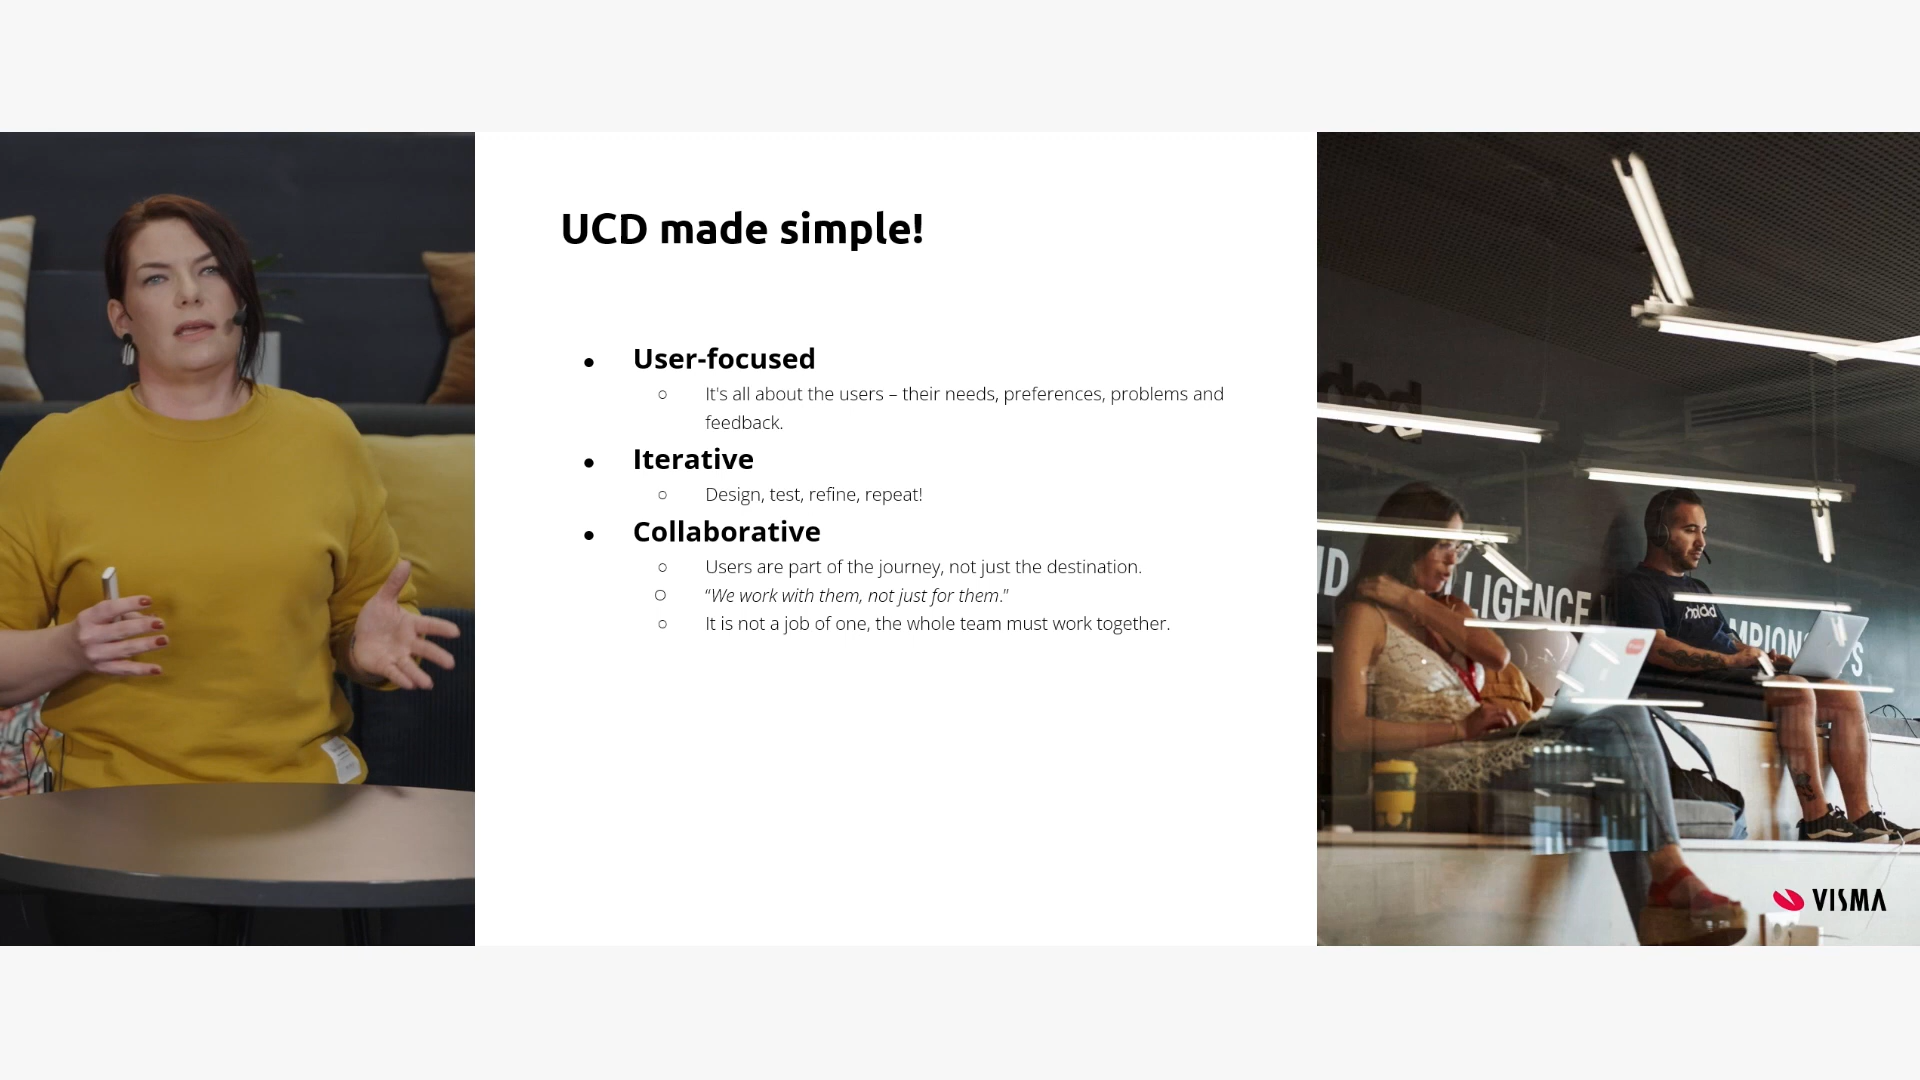 UCD made simple!
● User-focused
○ It's all about the users – their needs, preferences, problems and
feedback.
● Iterative
○ Design, test, refine, repeat!
● Collaborative
○ Users are part of the journey, not just the destination.
○ “We work with them, not just for them.”
○ It is not a job of one, the whole team must work together.
VISMA